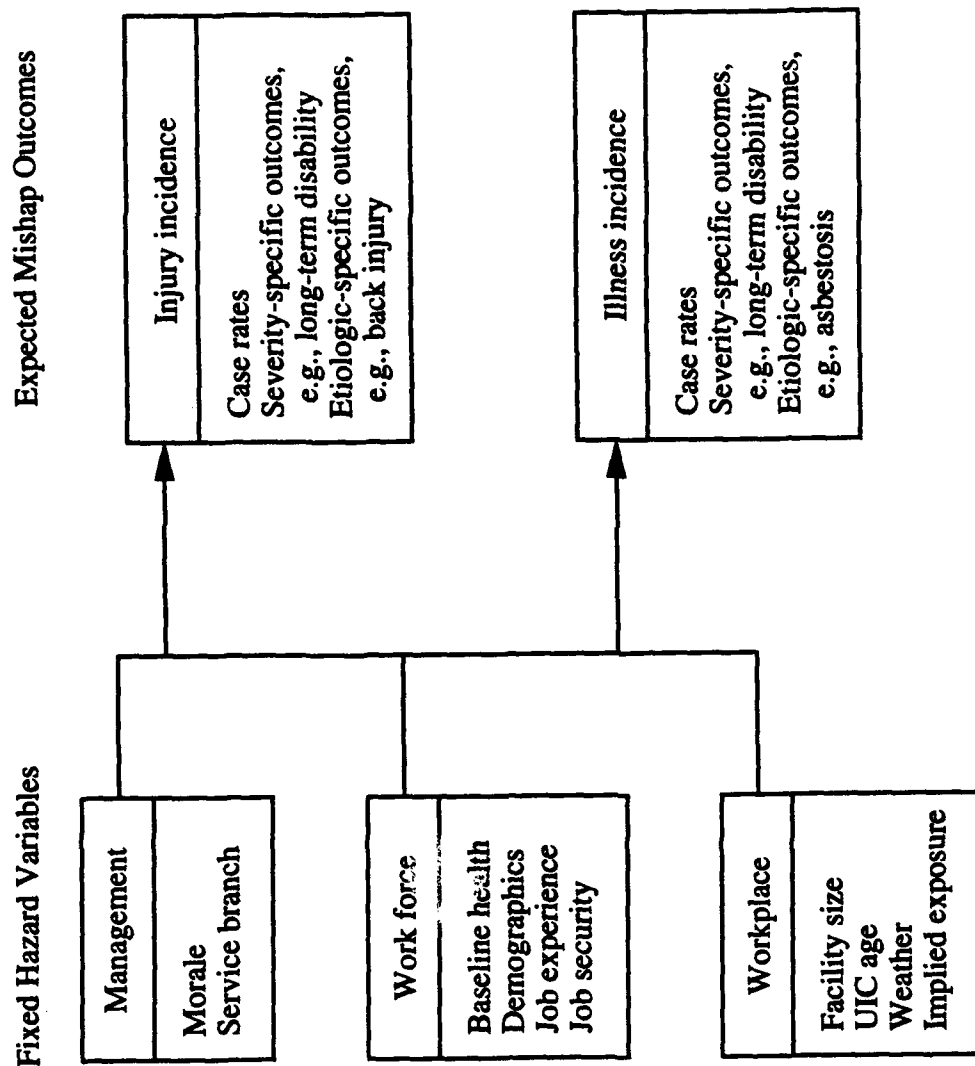 Fixed Hazard Variables
Management
Morale
Service branch
Work force
Baseline health
Demographics
Job experience
Job security
Workplace
Facility size
UIC age
Weather
Implied exposure
Expected Mishap Outcomes
Injury incidence
Case rates
Severity-specific outcomes,
e.g., long-term disability
Etiologic-specific outcomes,
e.g., back injury
Illness incidence
Case rates
Severity-specific outcomes,
e.g., long-term disability
Etiologic-specific outcomes,
e.g., asbestosis